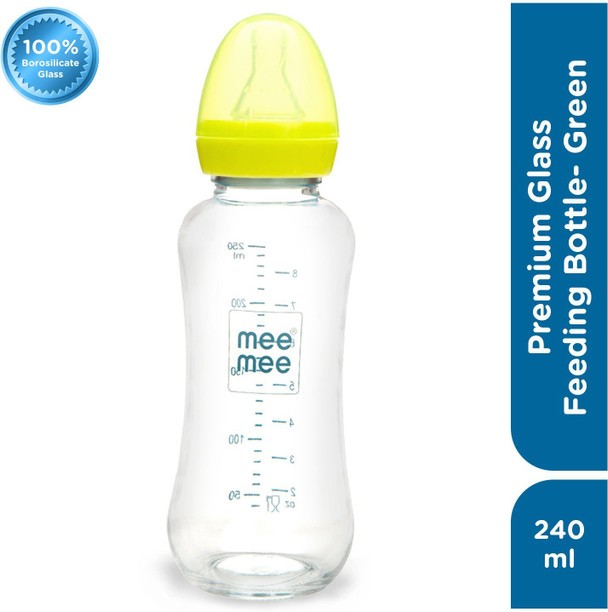 100%
Borosilicate
Glass
Premium Glass
Feeding Bottle- Green
240
ml
250
ml
8
200
7
mee®
mee
150
5
4
100
3
2
50
oz